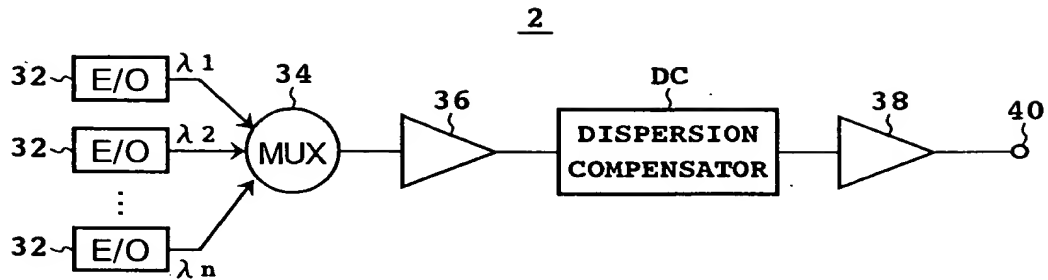 2
32 E/O λ1
34
MUX
36
DC
DISPERSION
COMPENSATOR
38
40
32 E/O λ2
⋮
32 E/O λn